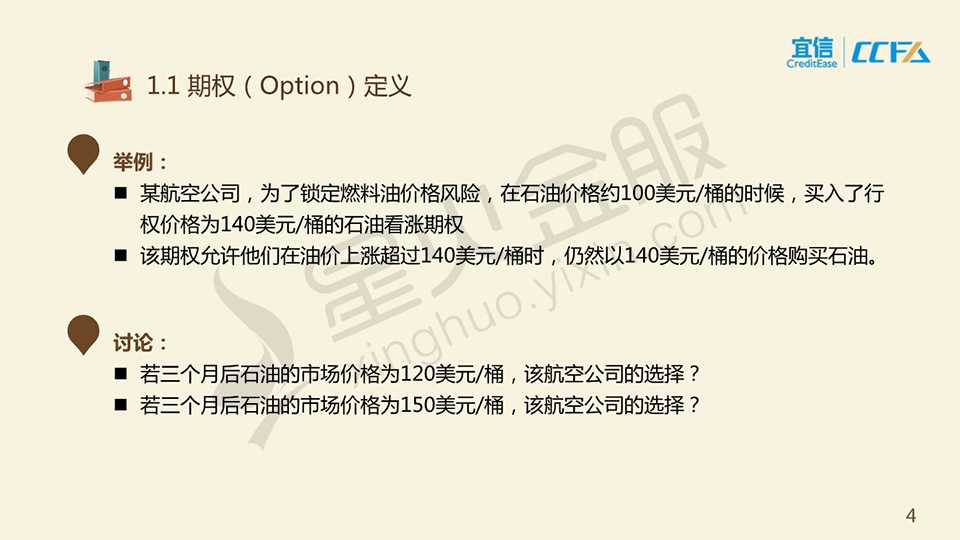 宜信
CreditEase
CCFA
1.1 期权（Option）定义
举例：
■ 某航空公司，为了锁定燃料油价格风险，在石油价格约100美元/桶的时候，买入了行
权价格为140美元/桶的石油看涨期权
■ 该期权允许他们在油价上涨超过140美元/桶时，仍然以140美元/桶的价格购买石油。
讨论：
■ 若三个月后石油的市场价格为120美元/桶，该航空公司的选择？
■ 若三个月后石油的市场价格为150美元/桶，该航空公司的选择？
星火金服
xinghuo.yixin.com
4